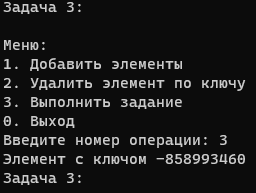 Задача 3:
Меню:
1. Добавить элементы
2. Удалить элемент по ключу
3. Выполнить задание
0. Выход
Введите номер операции: 3
Элемент с ключом -858993460
Задача 3: